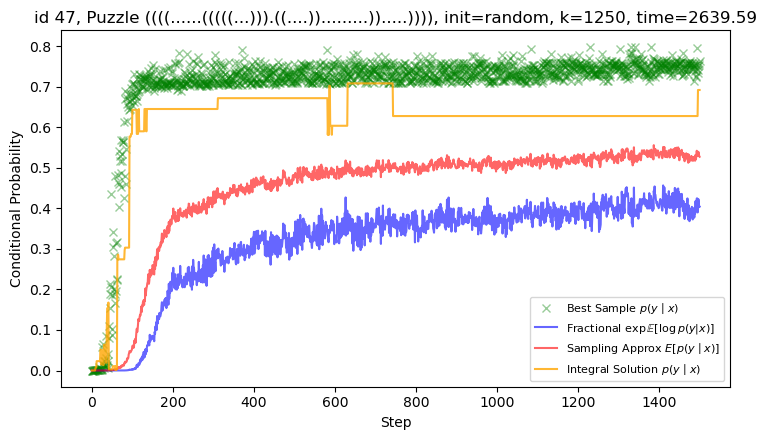 id 47, Puzzle ((((......(((((...))).((....)).........)).....)))), init=random, k=1250, time=2639.59
Conditional Probability
0.8
0.7
0.6
0.5
0.4
0.3
0.2
0.1
0.0
0
200
400
600
800
1000
1200
1400
Step
Best Sample p(y | x)
Fractional exp 𝔼[log p(y|x)]
Sampling Approx E[p(y | x)]
Integral Solution p(y | x)